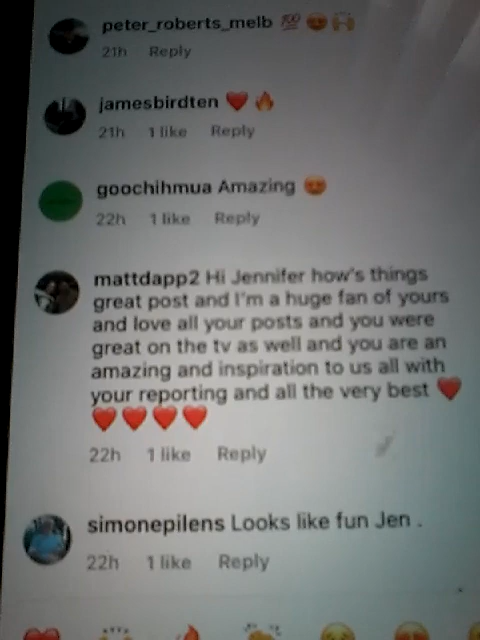 peter_roberts_melb 💯 😍 🙌
21h Reply
jamesbirdten ❤️ 🔥
21h 1 like Reply
goochihmua Amazing 😍
22h 1 like Reply
mattdapp2 Hi Jennifer how's things
great post and I'm a huge fan of yours
and love all your posts and you were
great on the tv as well and you are an
amazing and inspiration to us all with
your reporting and all the very best ❤️
❤️❤️❤️❤️
22h 1 like Reply
simonepilens Looks like fun Jen .
22h 1 like Reply